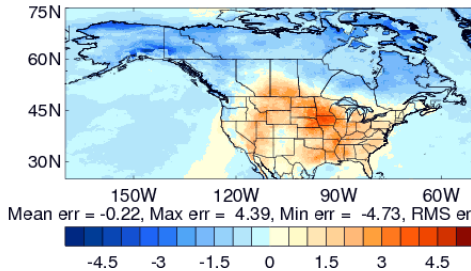 75N
60N
45N
30N
150W 120W 90W 60W
Mean err = -0.22, Max err = 4.39, Min err = -4.73, RMS
-4.5 -3 -1.5 0 1.5 3 4.5